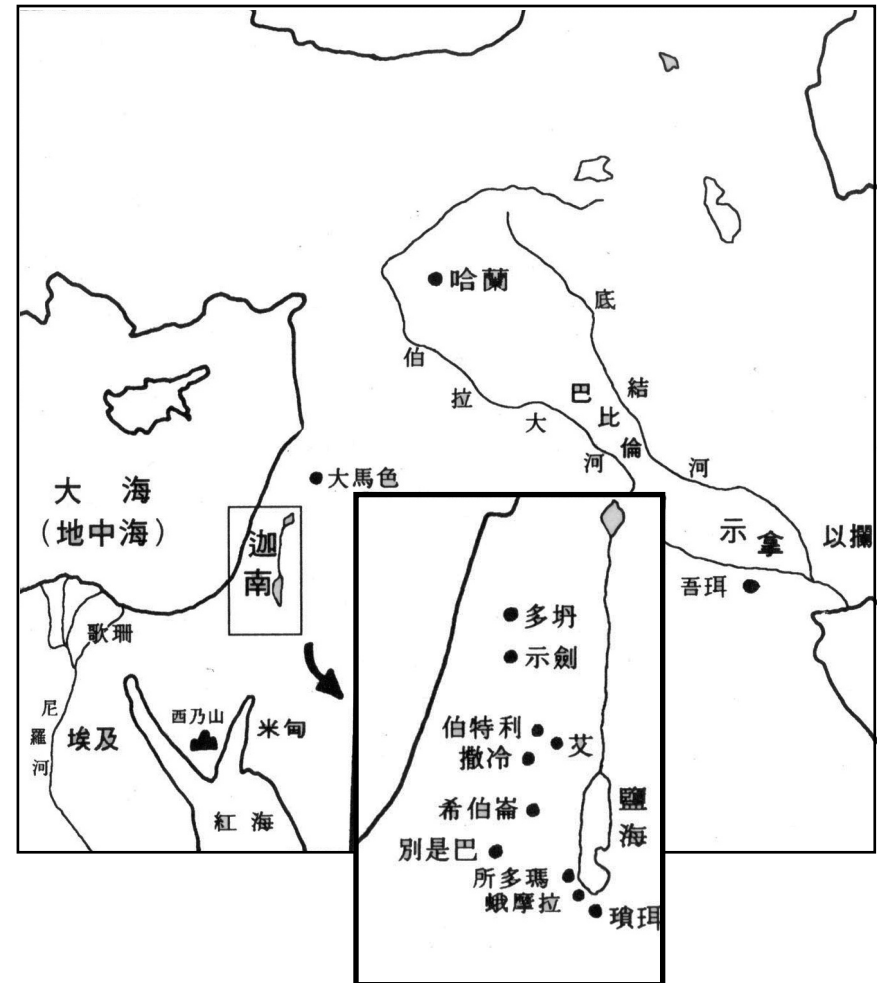 哈蘭
底結河
伯拉大河
巴比倫
大馬色
大海
（地中海）
迦南
示拿
以攔
吾珥
歌珊
尼羅河
埃及
西乃山
米甸
紅海
多坍
示劍
伯特利
艾
撒冷
希伯崙
鹽海
別是巴
所多瑪
蛾摩拉
瑣珥